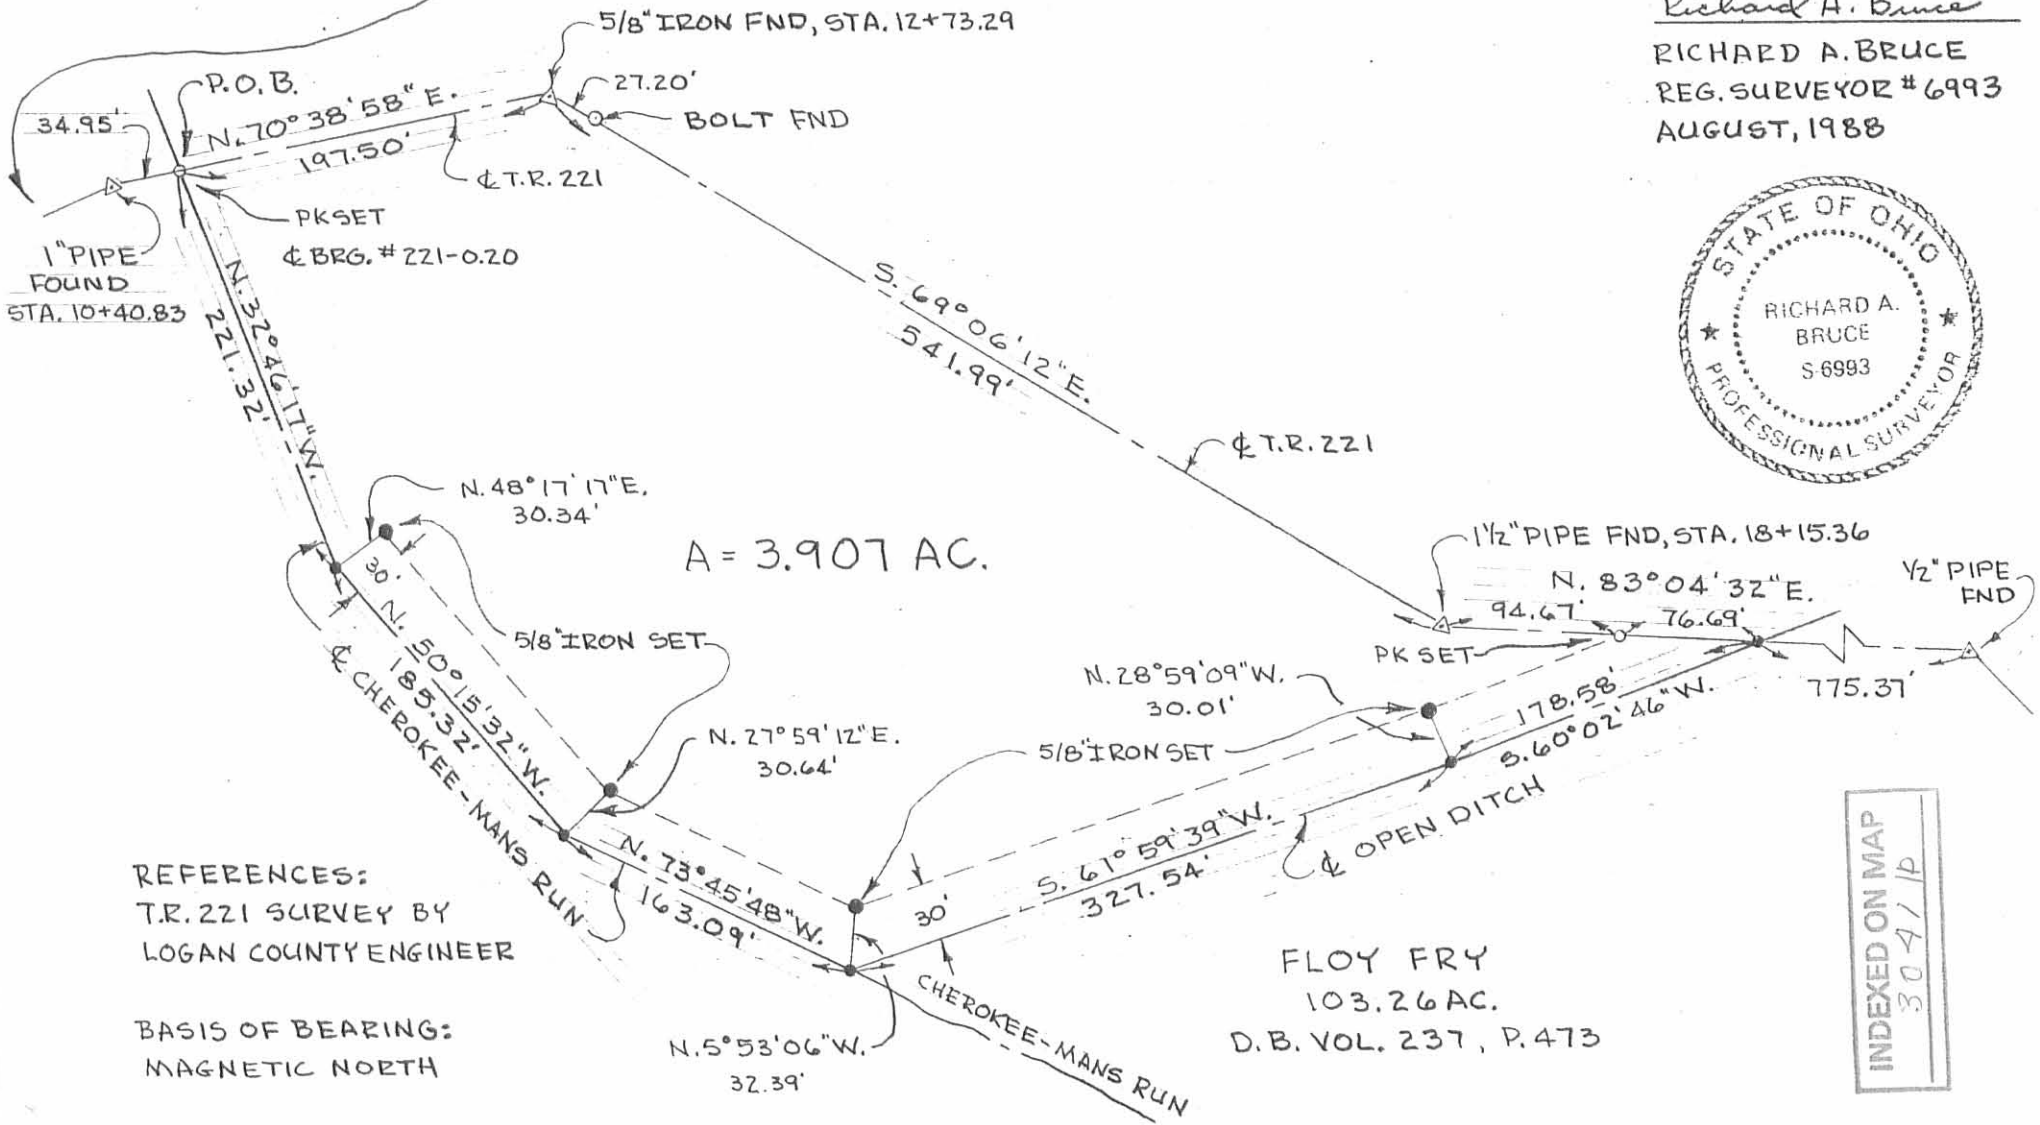 5/8" IRON FND, STA. 12+73.29
Richard A. Bruce
RICHARD A. BRUCE
REG. SURVEYOR # 6993
AUGUST, 1988
P.O.B.
27.20'
BOLT FND
34.95'
N. 70° 38' 58" E.
197.50'
℄ T.R. 221
PK SET
℄ BRG. # 221-0.20
1" PIPE
FOUND
STA. 10+40.83
STATE OF OHIO
RICHARD A.
BRUCE
S-6993
PROFESSIONAL SURVEYOR
N. 32° 46' 17" W.
221.32'
S. 69° 06' 12" E.
541.99'
℄ T.R. 221
N. 48° 17' 17" E.
30.34'
A = 3.907 AC.
30'
1½" PIPE FND, STA. 18+15.36
N. 83° 04' 32" E.
94.67'
76.69'
½" PIPE
FND
PK SET
775.37'
5/8" IRON SET
N. 50° 15' 32" W.
185.32'
℄ CHEROKEE-MANS RUN
N. 28° 59' 09" W.
30.01'
178.58'
S. 60° 02' 46" W.
N. 27° 59' 12" E.
30.64'
5/8" IRON SET
℄ OPEN DITCH
N. 73° 45' 48" W.
163.09'
30'
S. 61° 59' 39" W.
327.54'
REFERENCES:
T.R. 221 SURVEY BY
LOGAN COUNTY ENGINEER
BASIS OF BEARING:
MAGNETIC NORTH
N. 5° 53' 06" W.
32.39'
CHEROKEE-MANS RUN
FLOY FRY
103.26 AC.
D.B. VOL. 237, P. 473
INDEXED ON MAP